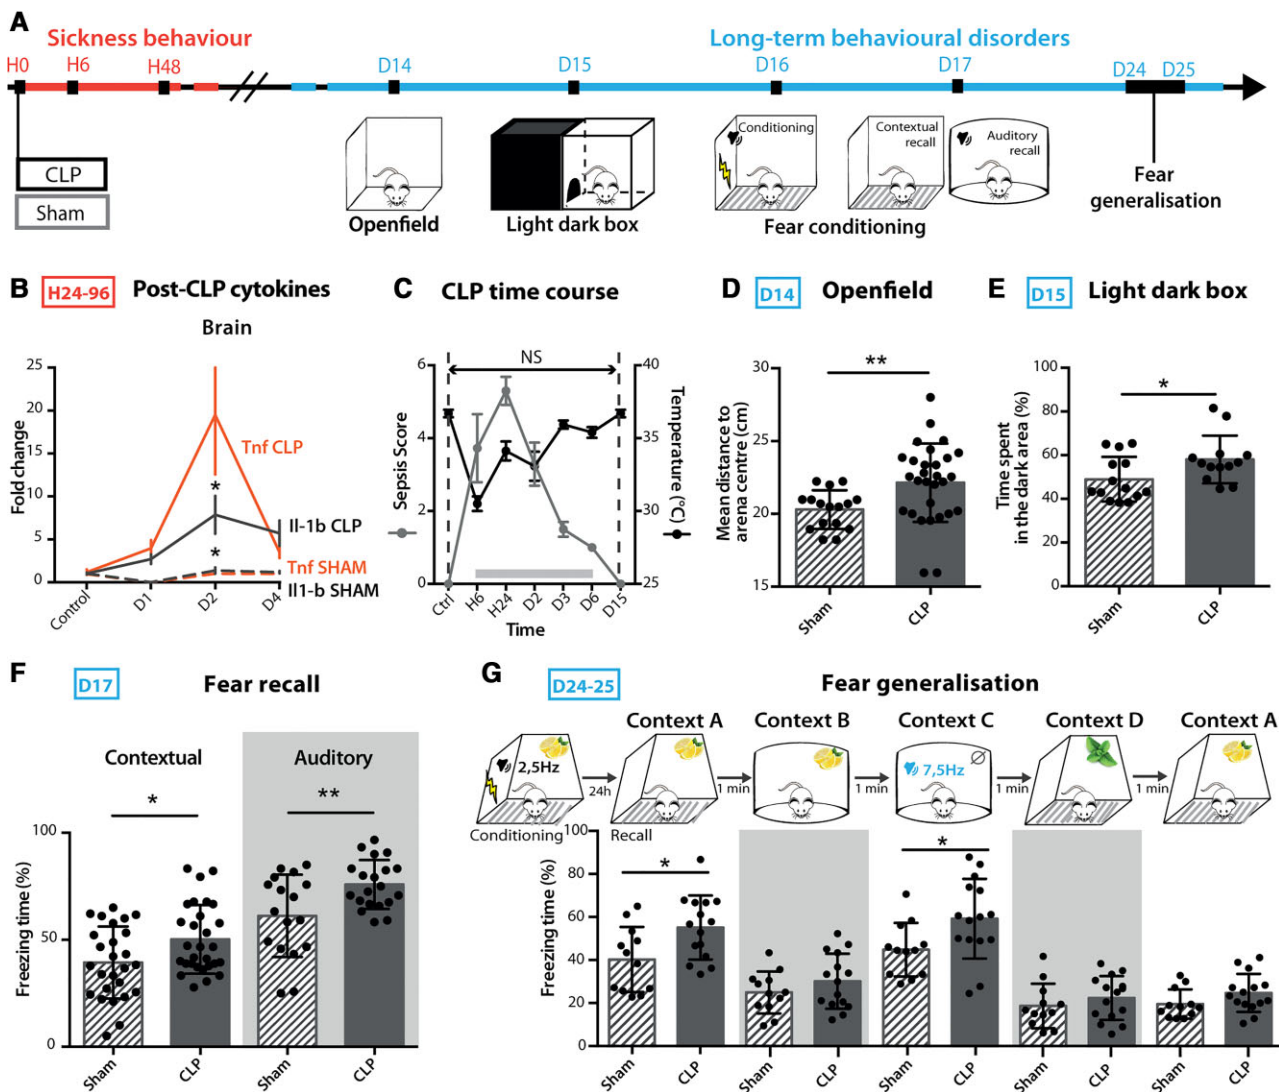 A
Sickness behaviour
Long-term behavioural disorders
H0
H6
H48
D14
D15
D16
D17
D24
D25
CLP
Sham
Openfield
Light dark box
Conditioning
Contextual
recall
Auditory
recall
Fear conditioning
Fear
generalisation
B
H24-96
Post-CLP cytokines
Brain
Fold change
25
20
15
10
5
0
Tnf CLP
*
Il-1b CLP
*
Tnf SHAM
Il1-b SHAM
Control
D1
D2
D4
C
CLP time course
NS
Sepsis Score
6
4
2
0
40
35
30
25
Temperature (°C)
Ctrl
H6
H24
D2
D3
D6
D15
Time
D
D14
Openfield
**
Mean distance to
arena centre (cm)
30
25
20
15
Sham
CLP
E
D15
Light dark box
*
Time spent
in the dark area (%)
100
80
60
40
20
0
Sham
CLP
F
D17
Fear recall
Contextual
Auditory
*
**
Freezing time (%)
100
50
0
Sham
CLP
Sham
CLP
G
D24-25
Fear generalisation
Context A
Context B
Context C
Context D
Context A
2,5Hz
7,5Hz
24h
1 min
1 min
1 min
1 min
Conditioning
Recall
*
*
Freezing time (%)
100
80
60
40
20
0
Sham
CLP
Sham
CLP
Sham
CLP
Sham
CLP
Sham
CLP